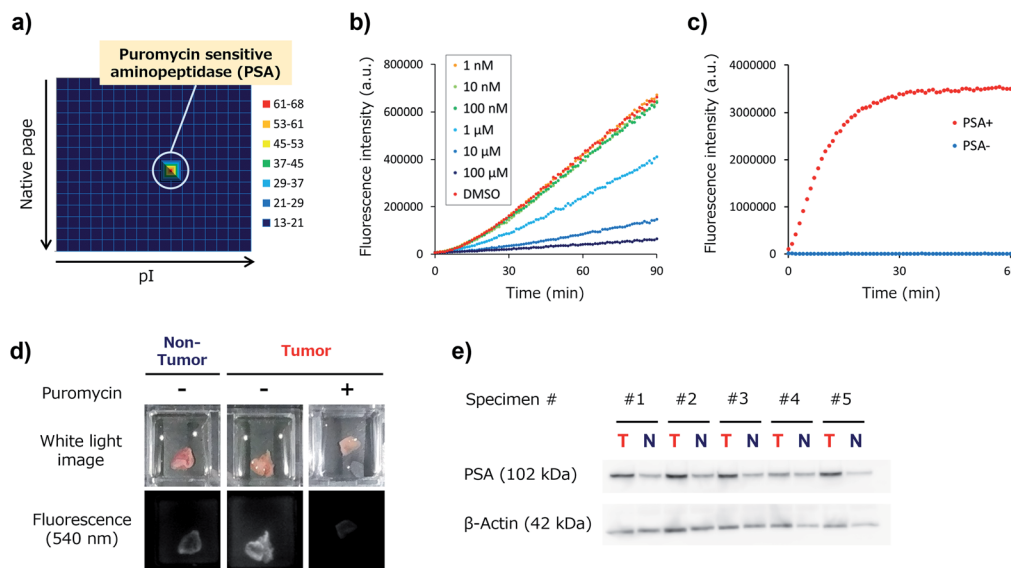 a)
Puromycin sensitive
aminopeptidase (PSA)
Native page
pI
61-68
53-61
45-53
37-45
29-37
21-29
13-21
b)
Fluorescence intensity (a.u.)
800000
600000
400000
200000
0
0
30
60
90
Time (min)
1 nM
10 nM
100 nM
1 μM
10 μM
100 μM
DMSO
c)
Fluorescence intensity (a.u.)
4000000
3000000
2000000
1000000
0
0
30
6
Time (min)
PSA+
PSA-
d)
Non-
Tumor
Tumor
Puromycin
- - +
White light
image
Fluorescence
(540 nm)
e)
Specimen # #1 #2 #3 #4 #5
T N T N T N T N T N
PSA (102 kDa)
β-Actin (42 kDa)